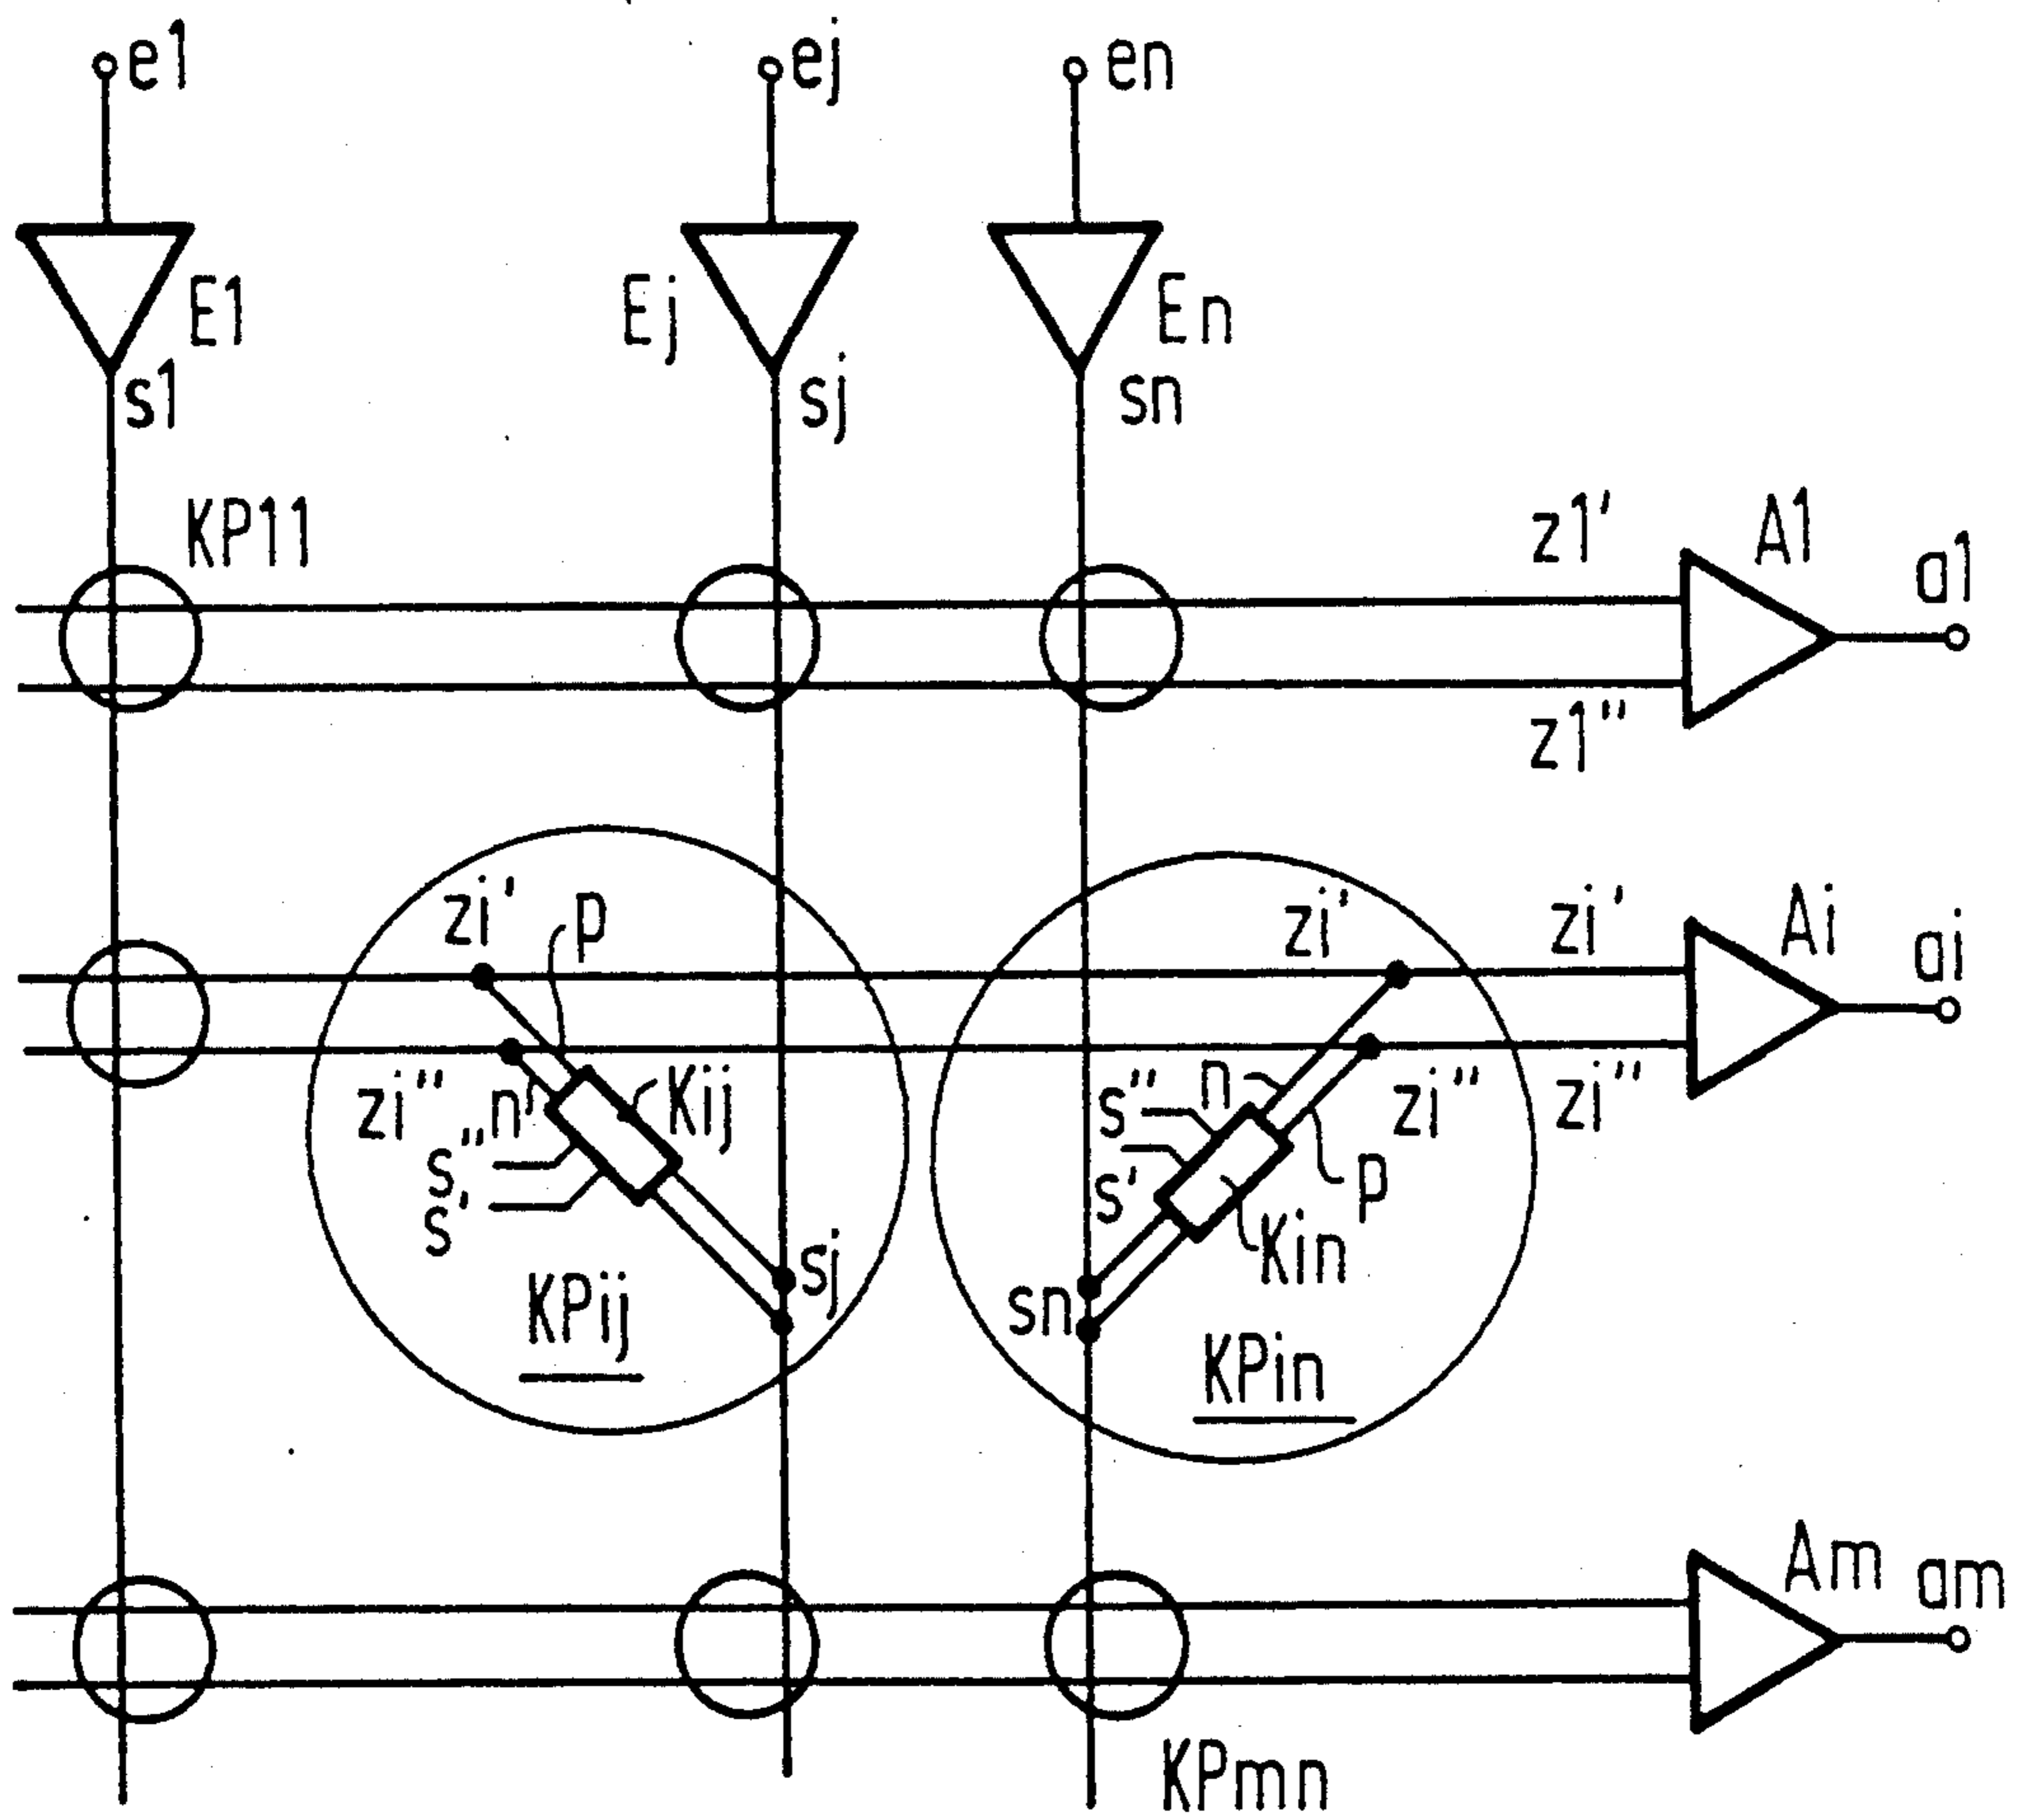 e1 ej en
E1 Ej En
s1 sj sn
KP11 z1' A1 a1
z1"
zi' p zi' zi' Ai ai
zi" n Kij s" n zi" zi"
s" s' p
s' sj Kin
KPij sn KPin
Am am
KPmn